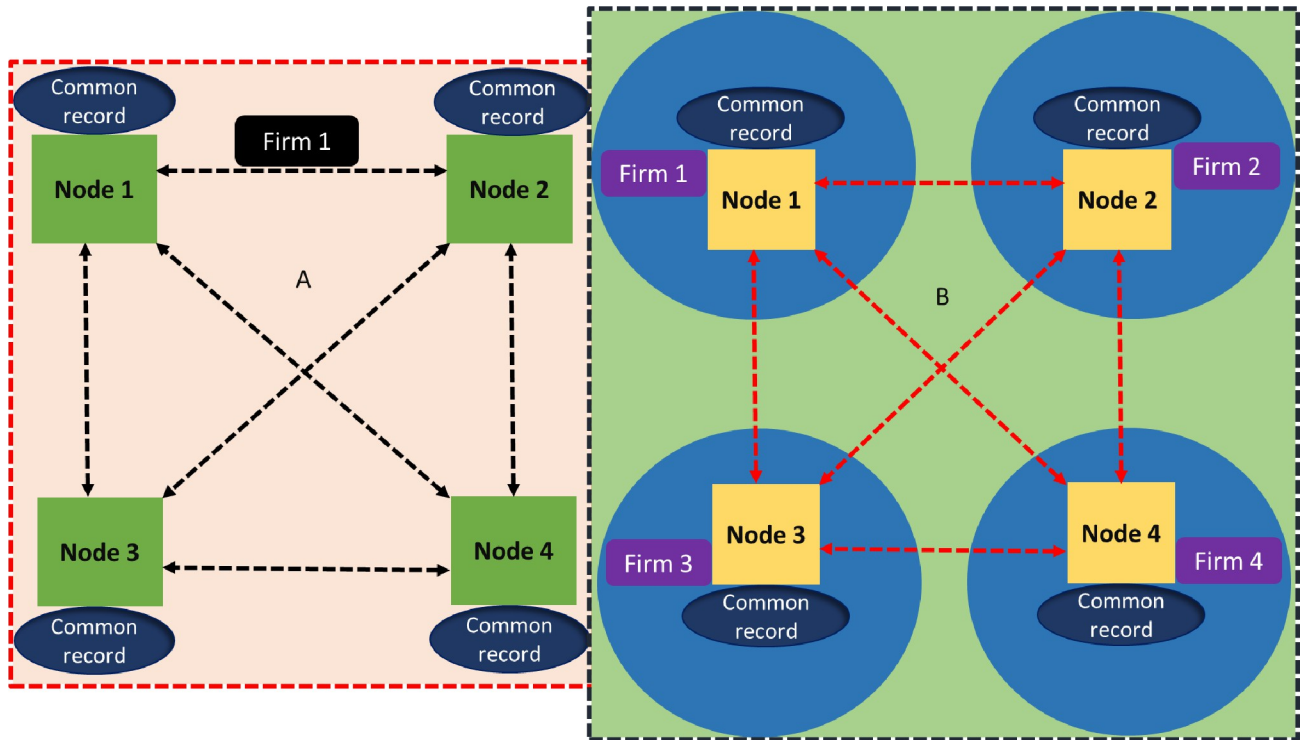 Common
record
Common
record
Firm 1
Node 1
Node 2
A
Node 3
Node 4
Common
record
Common
record
Common
record
Common
record
Firm 1
Firm 2
Node 1
Node 2
B
Node 3
Node 4
Firm 3
Firm 4
Common
record
Common
record